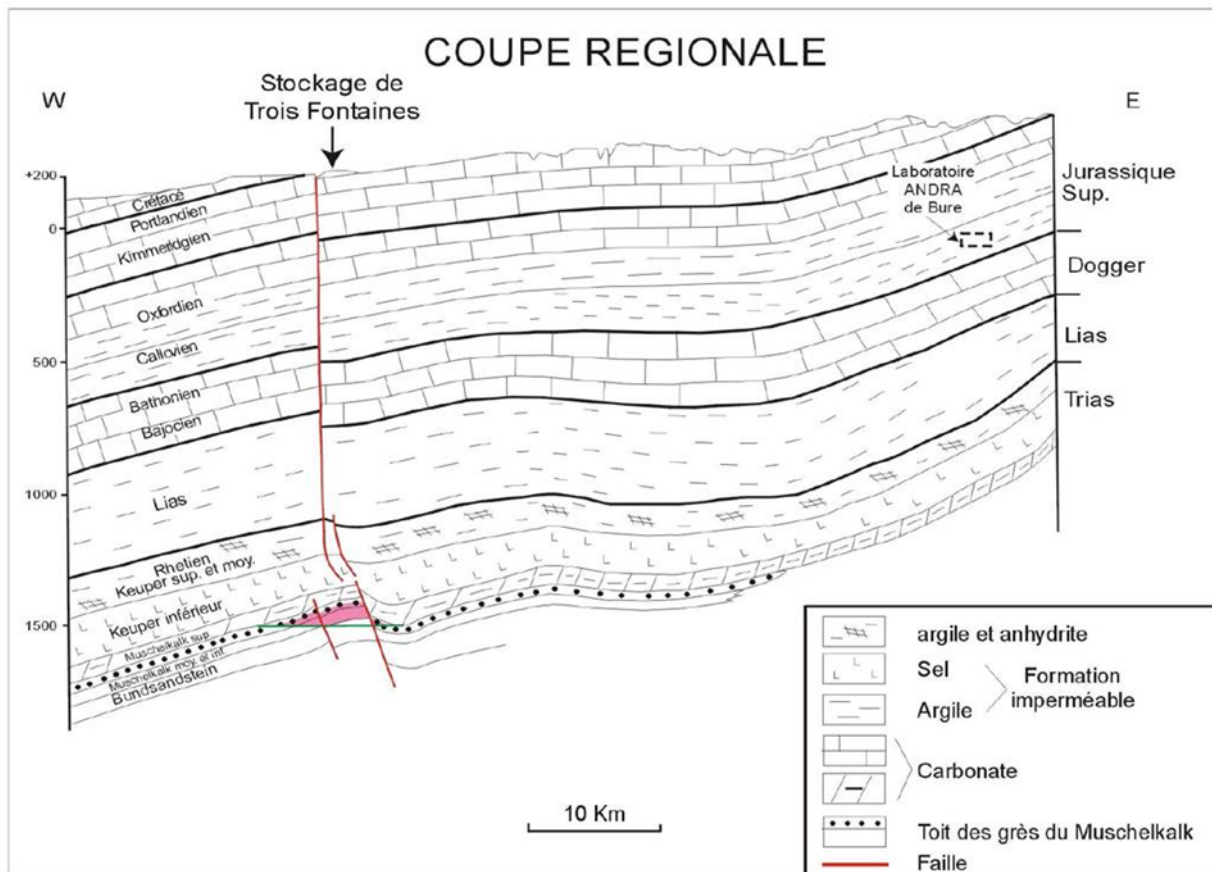 COUPE REGIONALE
W
Stockage de
Trois Fontaines
E
+200
0
500
1000
1500
Crétacé
Portlandien
Kimmeridgien
Oxfordien
Callovien
Bathonien
Bajocien
Lias
Rhetien
Keuper sup. et moy.
Keuper inférieur
Muschelkalk sup.
Muschelkalk moy. et inf.
Bundsandstein
Laboratoire
ANDRA
de Bure
Jurassique
Sup.
Dogger
Lias
Trias
10 Km
argile et anhydrite
Sel
Formation
imperméable
Argile
Carbonate
Toit des grès du Muschelkalk
Faille